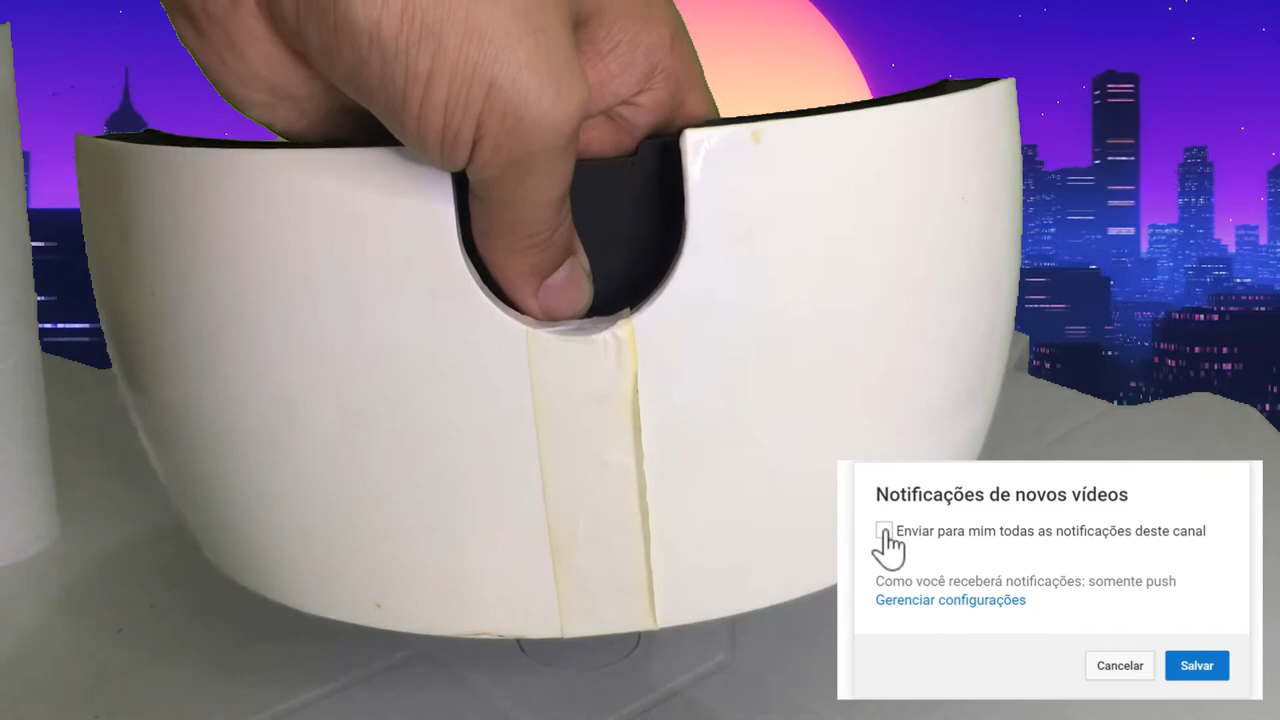 Notificações de novos vídeos
Enviar para mim todas as notificações deste canal
Como você receberá notificações: somente push
Gerenciar configurações
Cancelar
Salvar